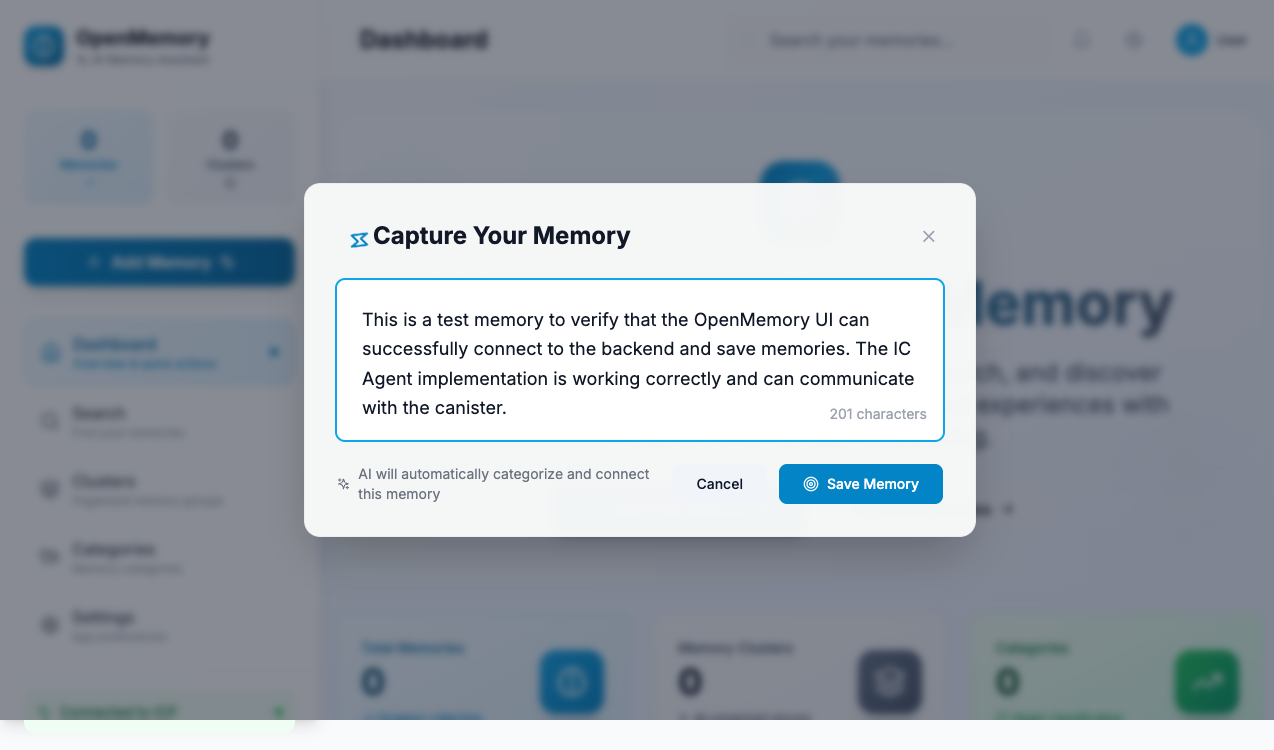 OpenMemory
AI Memory Assistant
Dashboard
Search your memories...
User
0
Memories
0
Clusters
Add Memory
Capture Your Memory
This is a test memory to verify that the OpenMemory UI can
successfully connect to the backend and save memories. The IC
Agent implementation is working correctly and can communicate
with the canister.
201 characters
AI will automatically categorize and connect
this memory
Cancel
Save Memory
Dashboard
Overview & quick actions
Search
Find your memories
Clusters
Organized memory groups
Categories
Memory categories
Settings
App preferences
Connected to ICP
Memory
, and discover
experiences with
Total Memories
0
Memory Clusters
0
Categories
0